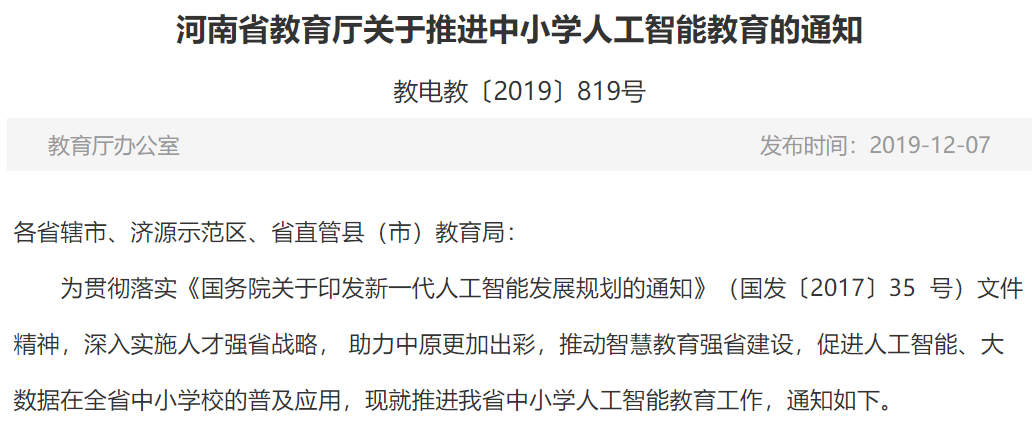 河南省教育厅关于推进中小学人工智能教育的通知
教电教〔2019〕819号
教育厅办公室 发布时间：2019-12-07
各省辖市、济源示范区、省直管县（市）教育局：
为贯彻落实《国务院关于印发新一代人工智能发展规划的通知》（国发〔2017〕35 号）文件
精神，深入实施人才强省战略， 助力中原更加出彩，推动智慧教育强省建设，促进人工智能、大
数据在全省中小学校的普及应用，现就推进我省中小学人工智能教育工作，通知如下。